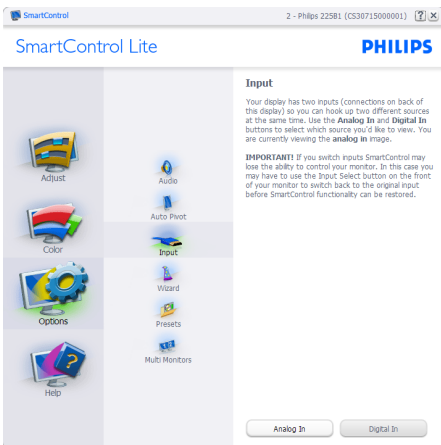 SmartControl
2 - Philips 225B1 (CS30715000001)
SmartControl Lite
PHILIPS
Adjust
Color
Options
Help
Audio
Auto Pivot
Input
Wizard
Presets
Multi Monitors
Input
Your display has two inputs (connections on back of
this display) so you can hook up two different sources
at the same time. Use the Analog In and Digital In
buttons to select which source you'd like to view. You
are currently viewing the analog in image.
IMPORTANT! If you switch inputs SmartControl may
lose the ability to control your monitor. In this case you
may have to use the Input Select button on the front
of your monitor to switch back to the original input
before SmartControl functionality can be restored.
Analog In
Digital In